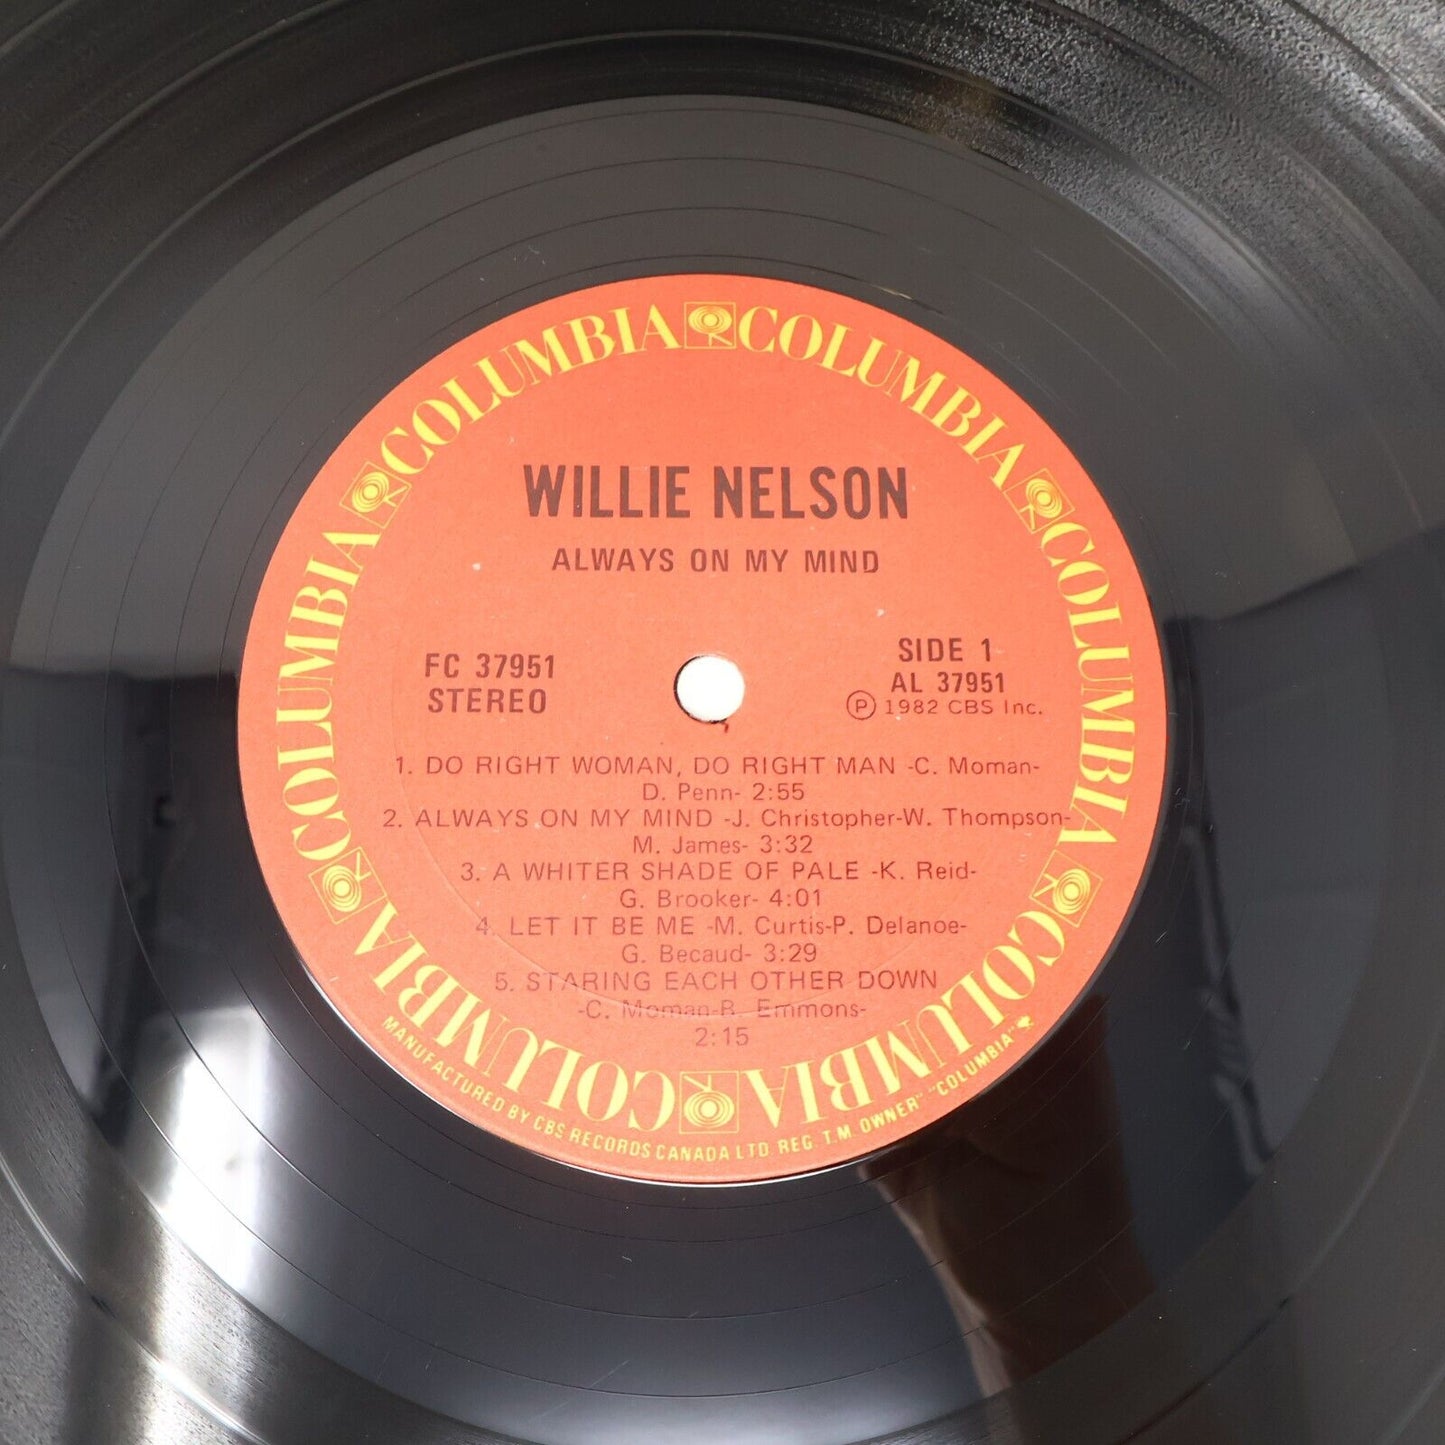 COLUMBIA COLUMBIA COLUMBIA COLUMBIA COLUMBIA COLUMBIA COLUMBIA COLUMBIA
WILLIE NELSON
ALWAYS ON MY MIND
FC 37951
STEREO
SIDE 1
AL 37951
Ⓟ 1982 CBS Inc.
1. DO RIGHT WOMAN, DO RIGHT MAN -C. Moman-
D. Penn- 2:55
2. ALWAYS ON MY MIND -J. Christopher-W. Thompson-
M. James- 3:32
3. A WHITER SHADE OF PALE -K. Reid-
G. Brooker- 4:01
4. LET IT BE ME -M. Curtis-P. Delanoe-
G. Becaud- 3:29
5. STARING EACH OTHER DOWN
-C. Moman-B. Emmons-
2:15
MANUFACTURED BY CBS RECORDS CANADA LTD. REG. T.M. OWNER" "COLUMBIA"